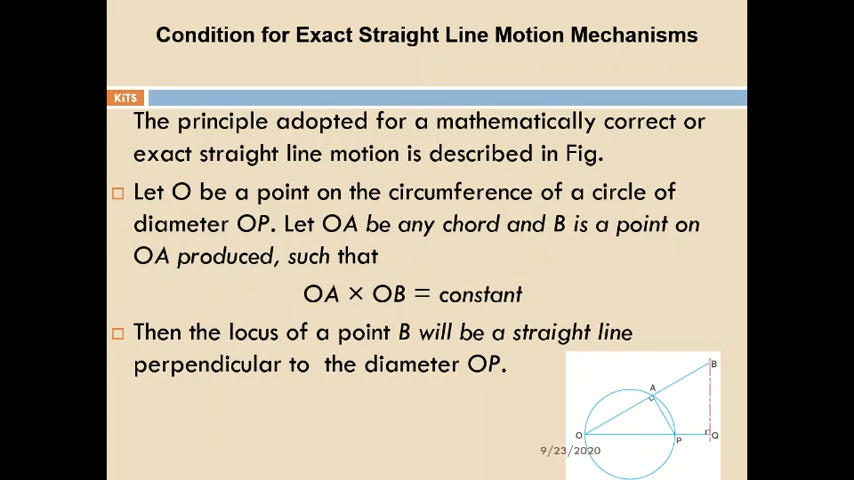 Condition for Exact Straight Line Motion Mechanisms
KiTS
The principle adopted for a mathematically correct or
exact straight line motion is described in Fig.
Let O be a point on the circumference of a circle of
diameter OP. Let OA be any chord and B is a point on
OA produced, such that
OA × OB = constant
Then the locus of a point B will be a straight line
perpendicular to the diameter OP.
B
A
O
P
Q
9/23/2020